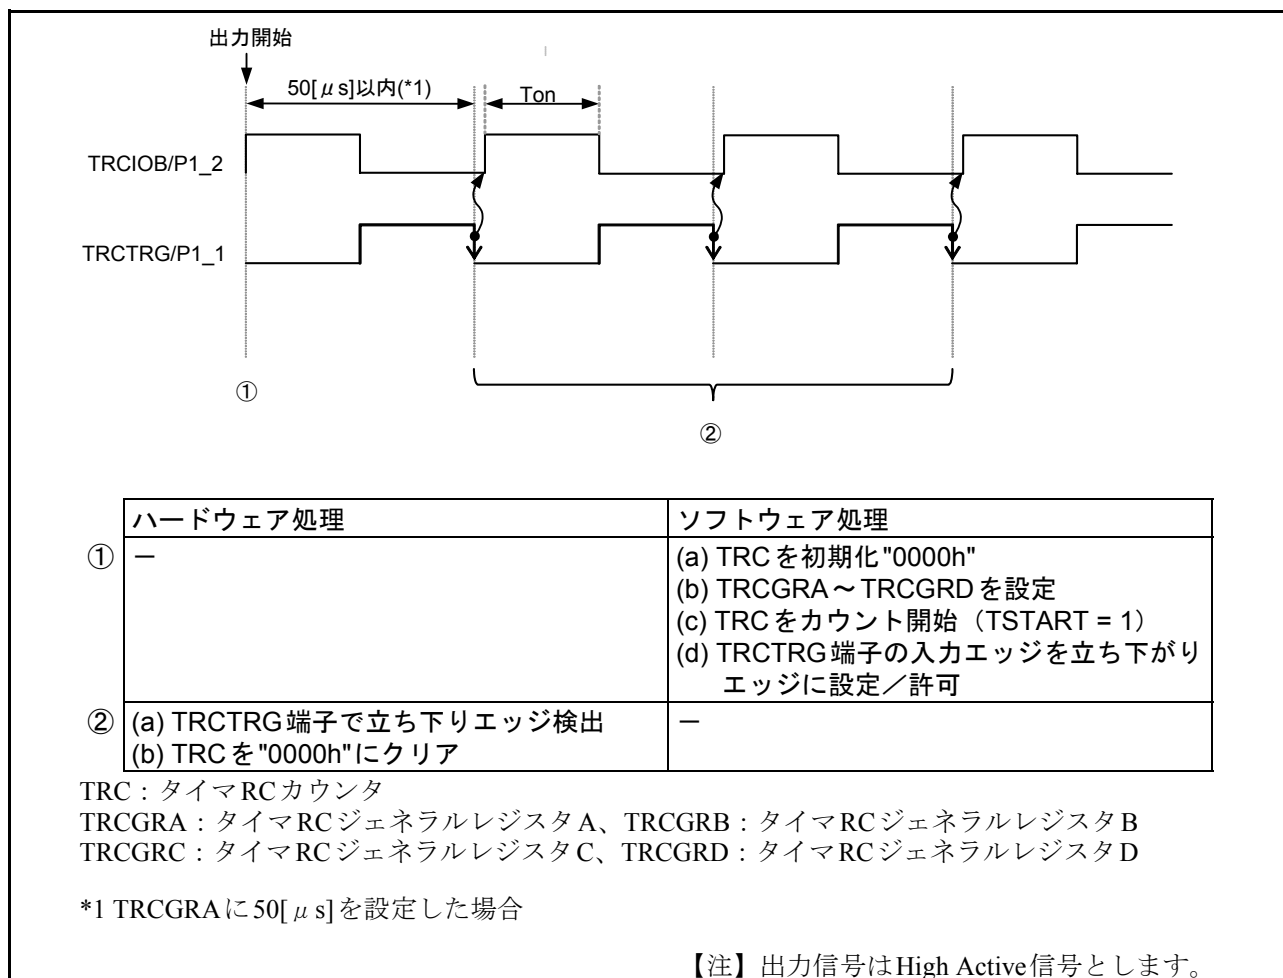 出力開始
50[μs]以内(*1)
Ton
TRCIOB/P1_2
TRCTRG/P1_1
①
②
ハードウェア処理
ソフトウェア処理
①
－
(a) TRCを初期化"0000h"
(b) TRCGRA～TRCGRDを設定
(c) TRCをカウント開始（TSTART = 1）
(d) TRCTRG端子の入力エッジを立ち下がり
エッジに設定／許可
②
(a) TRCTRG端子で立ち下りエッジ検出
(b) TRCを"0000h"にクリア
－
TRC：タイマRCカウンタ
TRCGRA：タイマRCジェネラルレジスタA、TRCGRB：タイマRCジェネラルレジスタB
TRCGRC：タイマRCジェネラルレジスタC、TRCGRD：タイマRCジェネラルレジスタD
*1 TRCGRAに50[μs]を設定した場合
【注】出力信号はHigh Active信号とします。